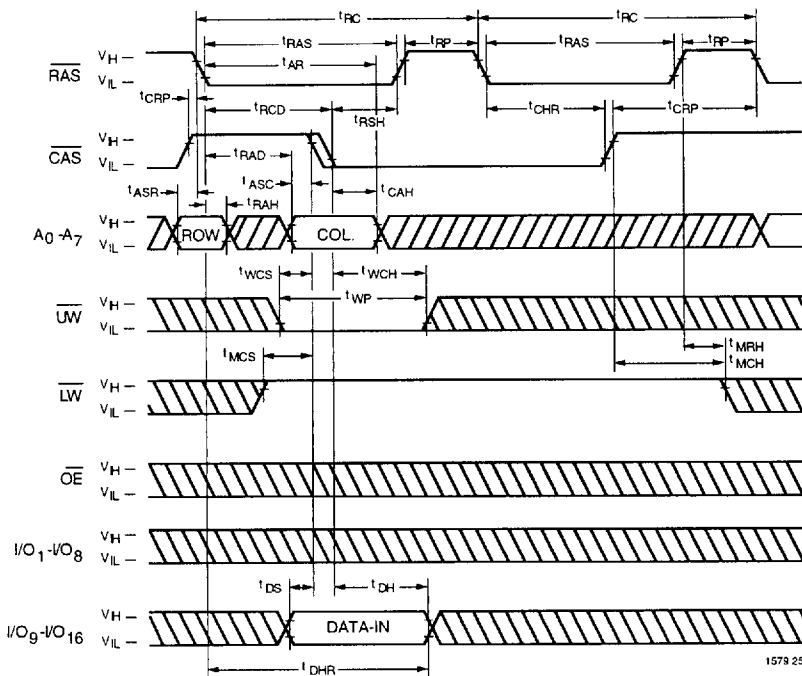 tRC tRC
tRAS tRP tRAS tRP
VIH
RAS tAR
VIL
tCRP tRCD tRSH tCHR tCRP
VIH
CAS tRAD
VIL
tASR tASC tCAH
tRAH
VIH
A0-A7 ROW COL.
VIL
tWCS tWCH
tWP
VIH
UW
VIL
tMRH
tMCS tMCH
VIH
LW
VIL
VIH
OE
VIL
VIH
I/O1-I/O8
VIL
tDS tDH
VIH
I/O9-I/O16 DATA-IN
VIL
tDHR
1579 25